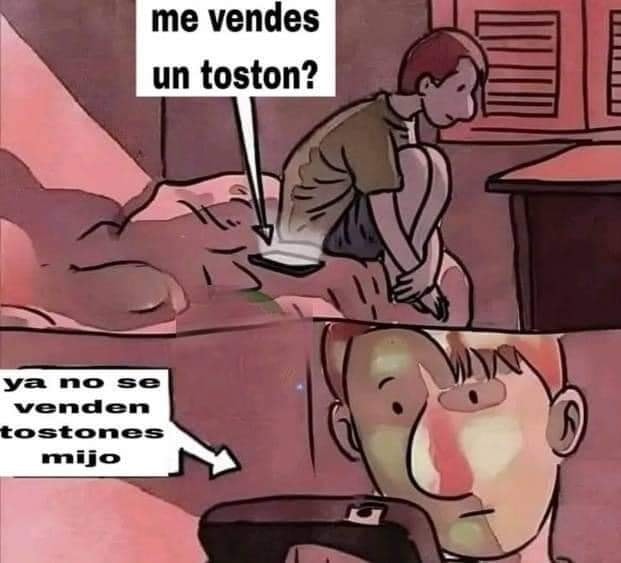 me vendes
un toston?
ya no se
venden
tostones
mijo